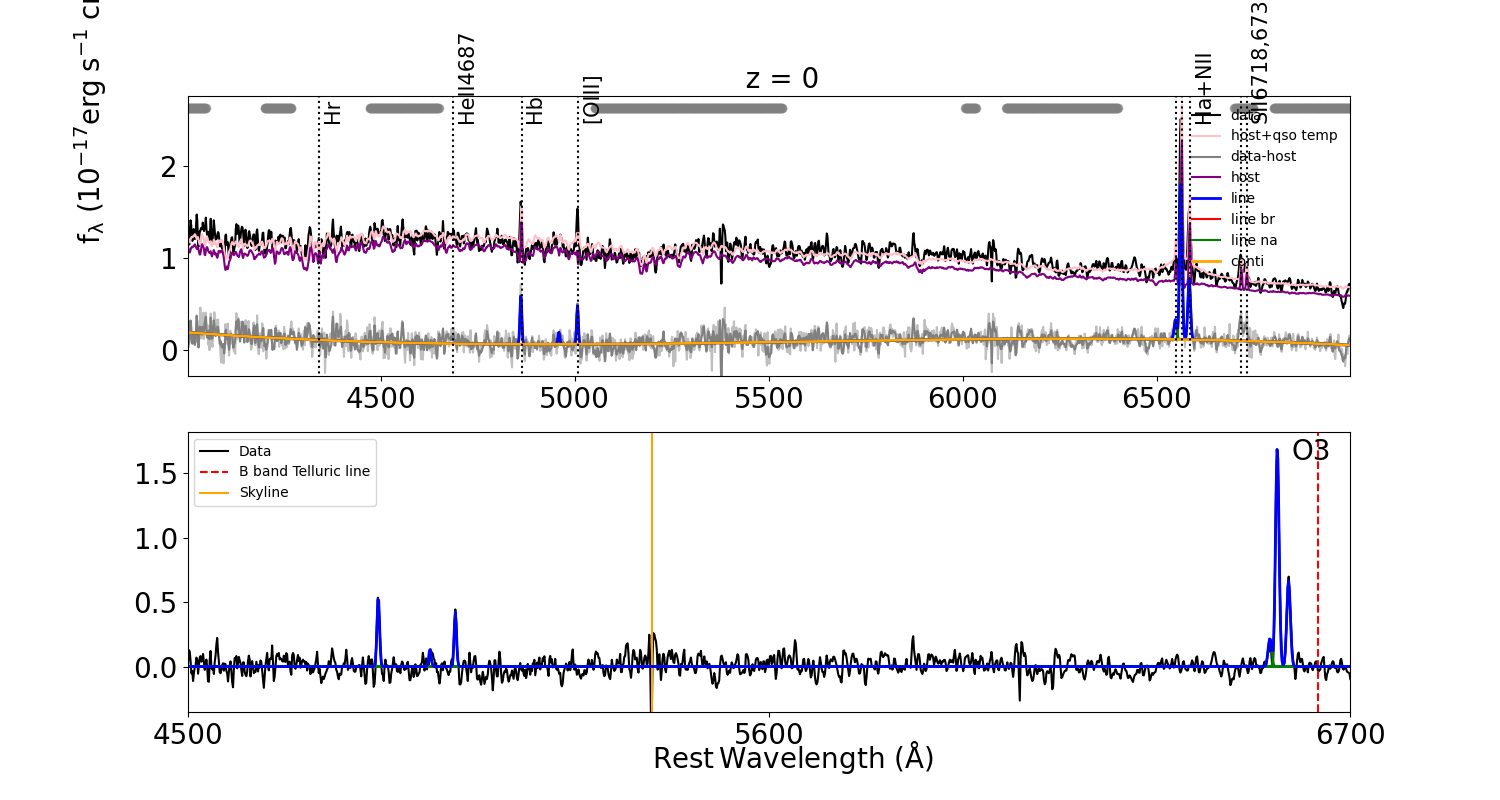 z = 0
f_λ (10^−17 erg s^−1 c
Hr
HeII4687
Hb
[OIII]
Ha+NII
SII6718,673
data
host+qso temp
data-host
host
line
line br
line na
conti
2
1
0
4500 5000 5500 6000 6500
Data
B band Telluric line
Skyline
O3
1.5
1.0
0.5
0.0
4500 5600 6700
Rest Wavelength (Å)